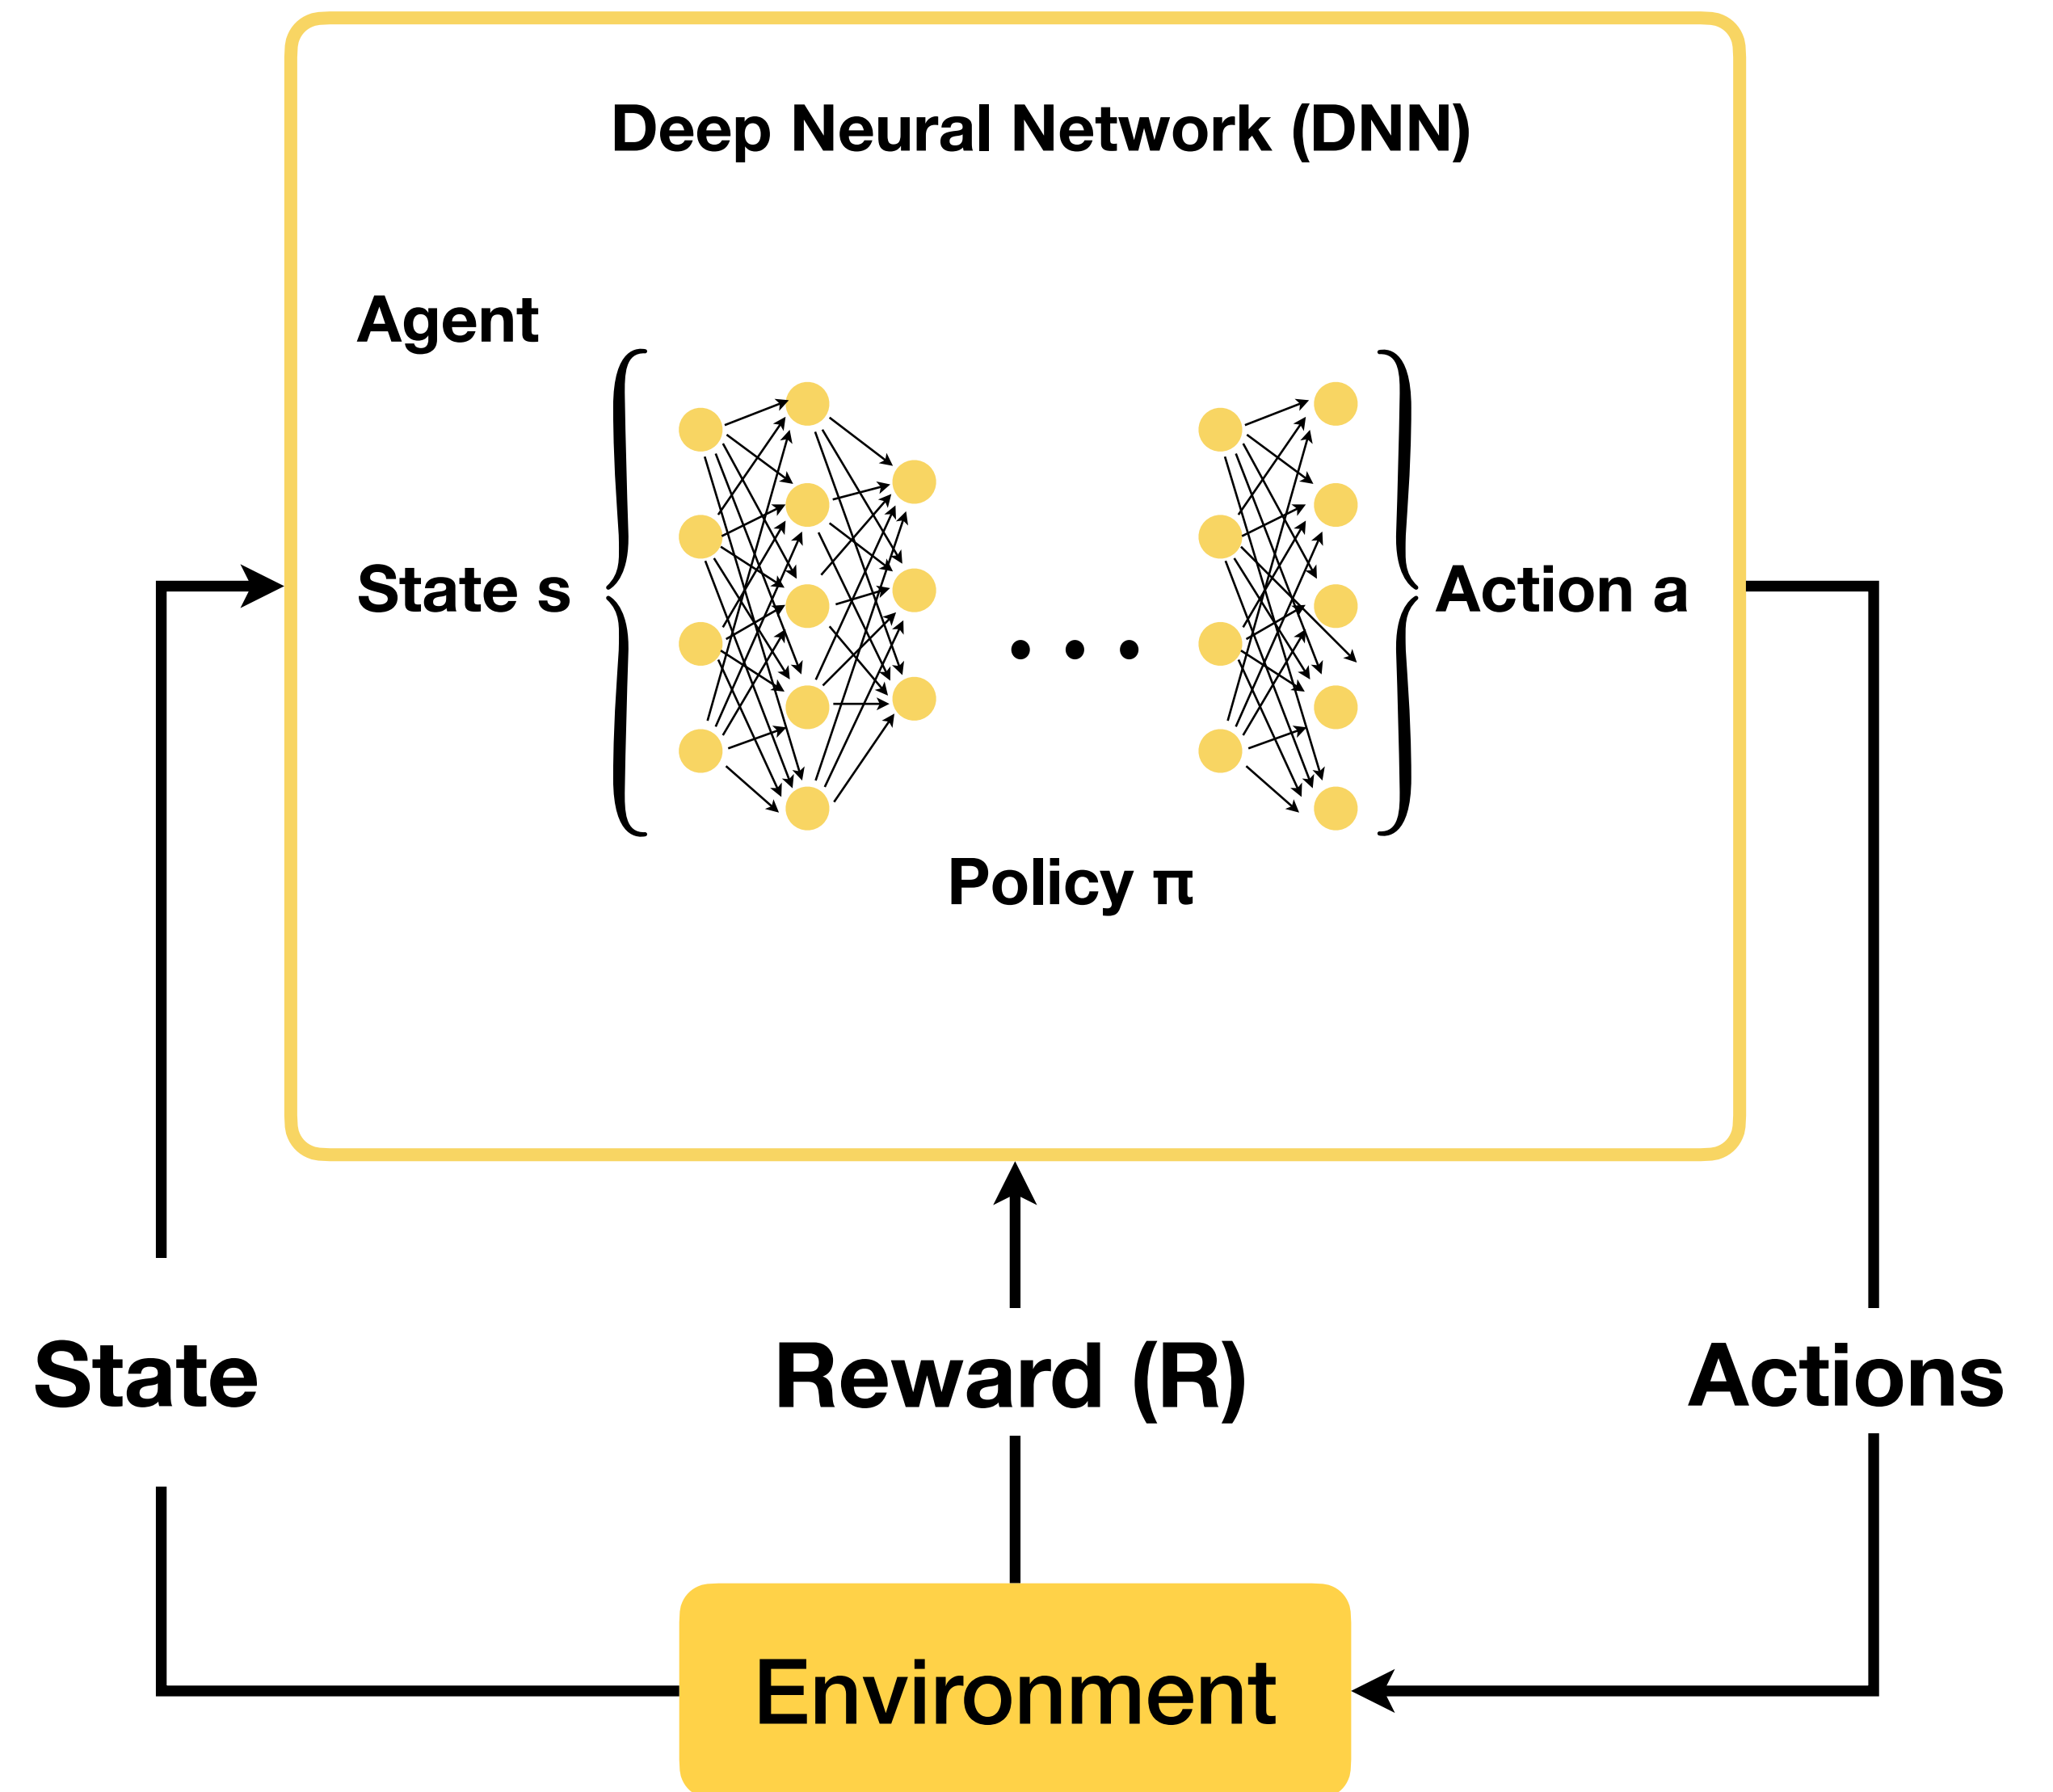 Deep Neural Network (DNN)
Agent
State s
Action a
Policy π
State
Reward (R)
Actions
Environment